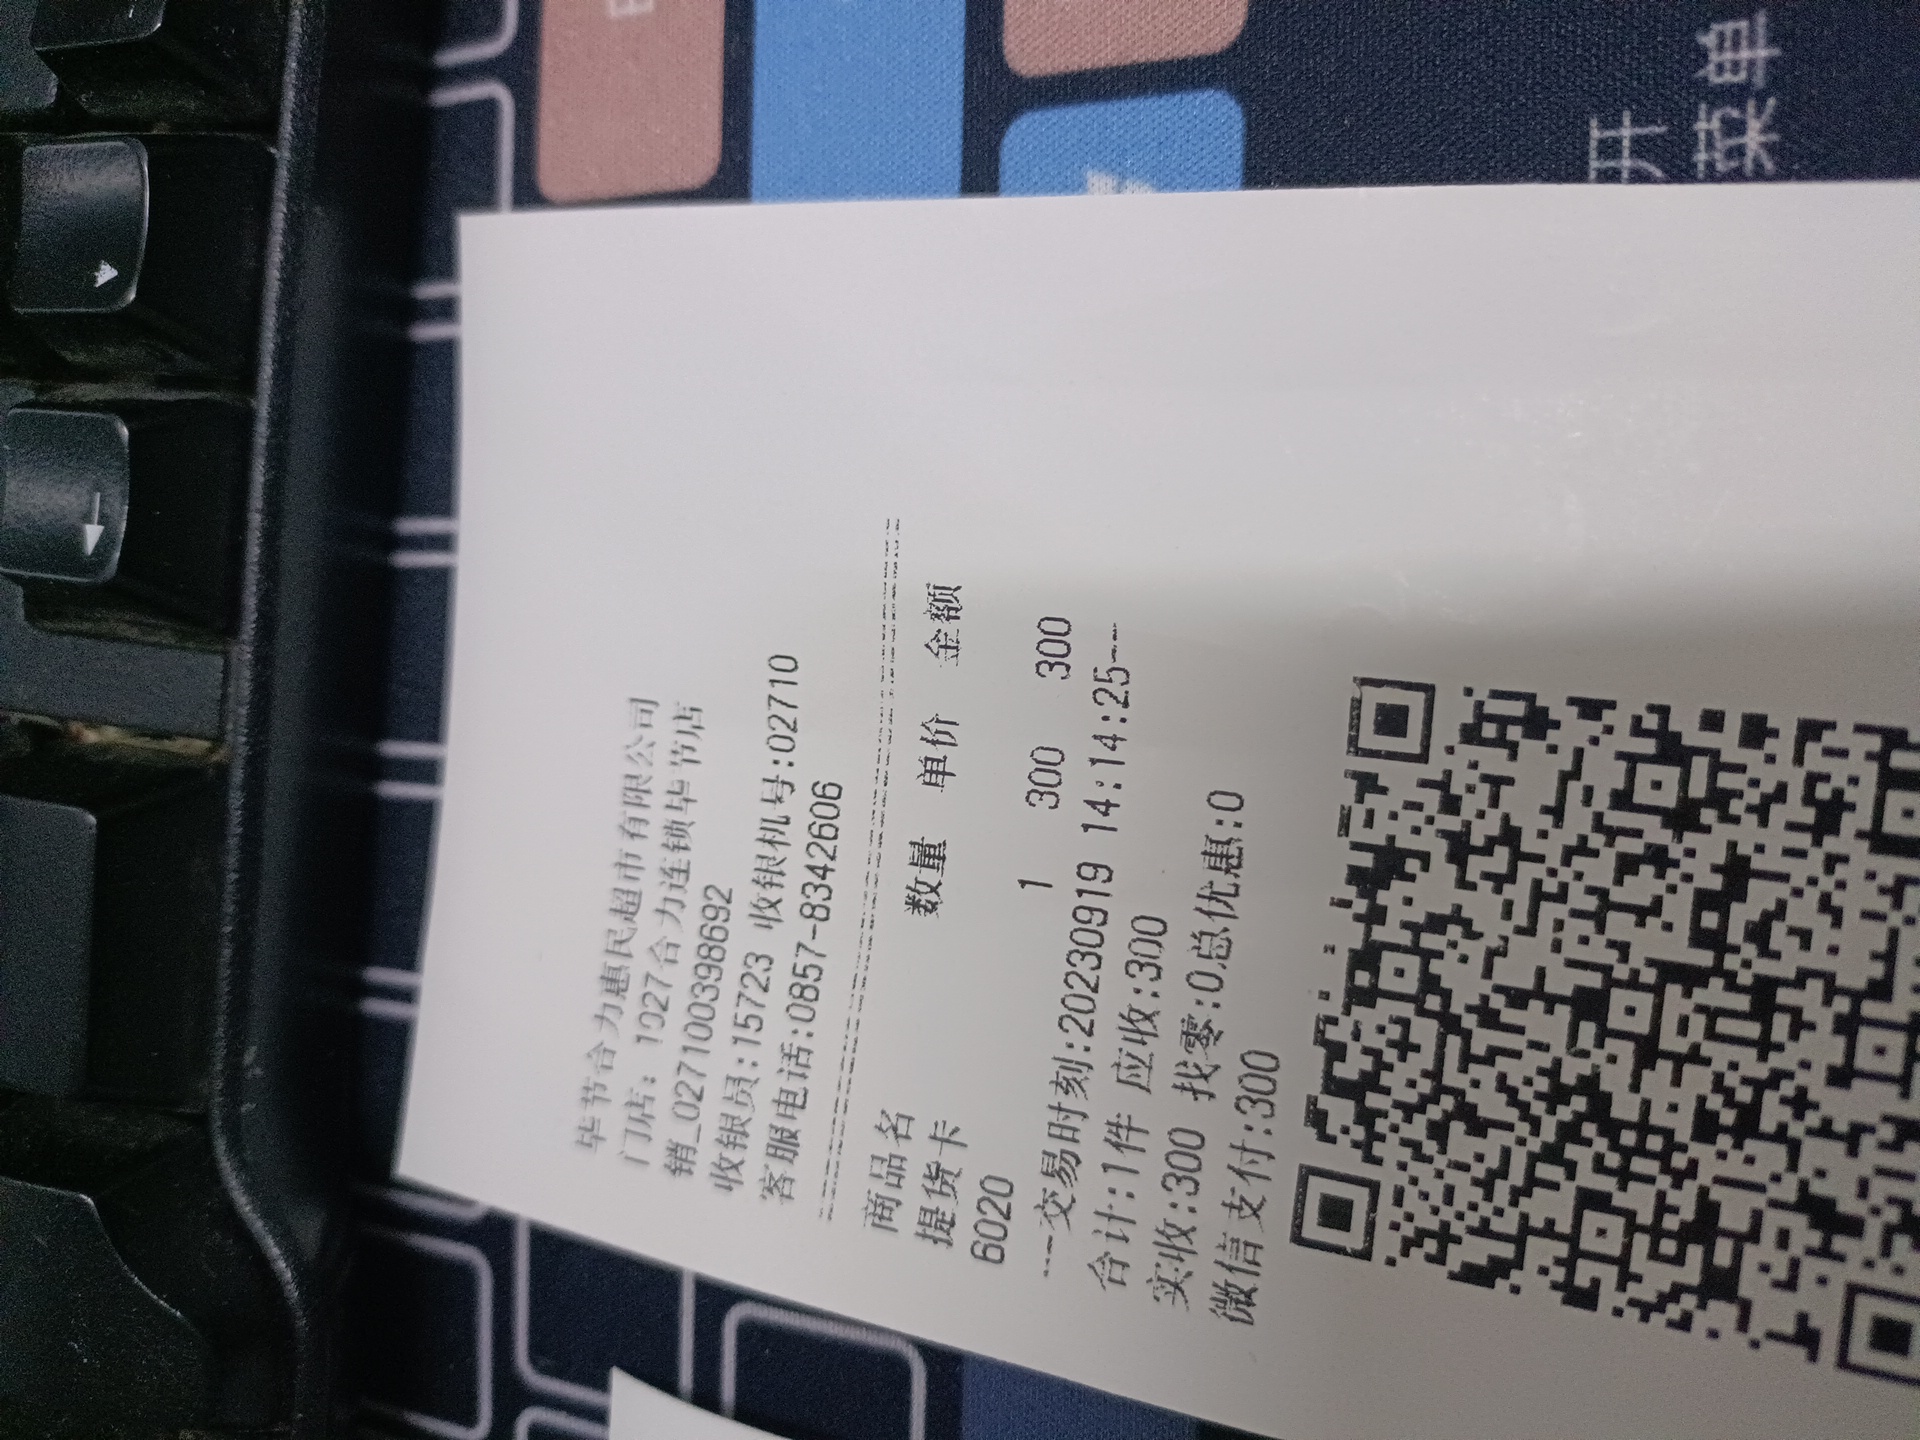 毕节合力惠民超市有限公司
门店: 1027合力连锁毕节店
销_027100398692
收银员:15723 收银机号:02710
客服电话:0857-8342606
商品名 数量 单价 金额
提货卡
6020 1 300 300
---交易时刻:20230919 14:14:25--
合计:1件 应收:300
实收:300 找零:0总优惠:0
微信支付:300
开
菜单